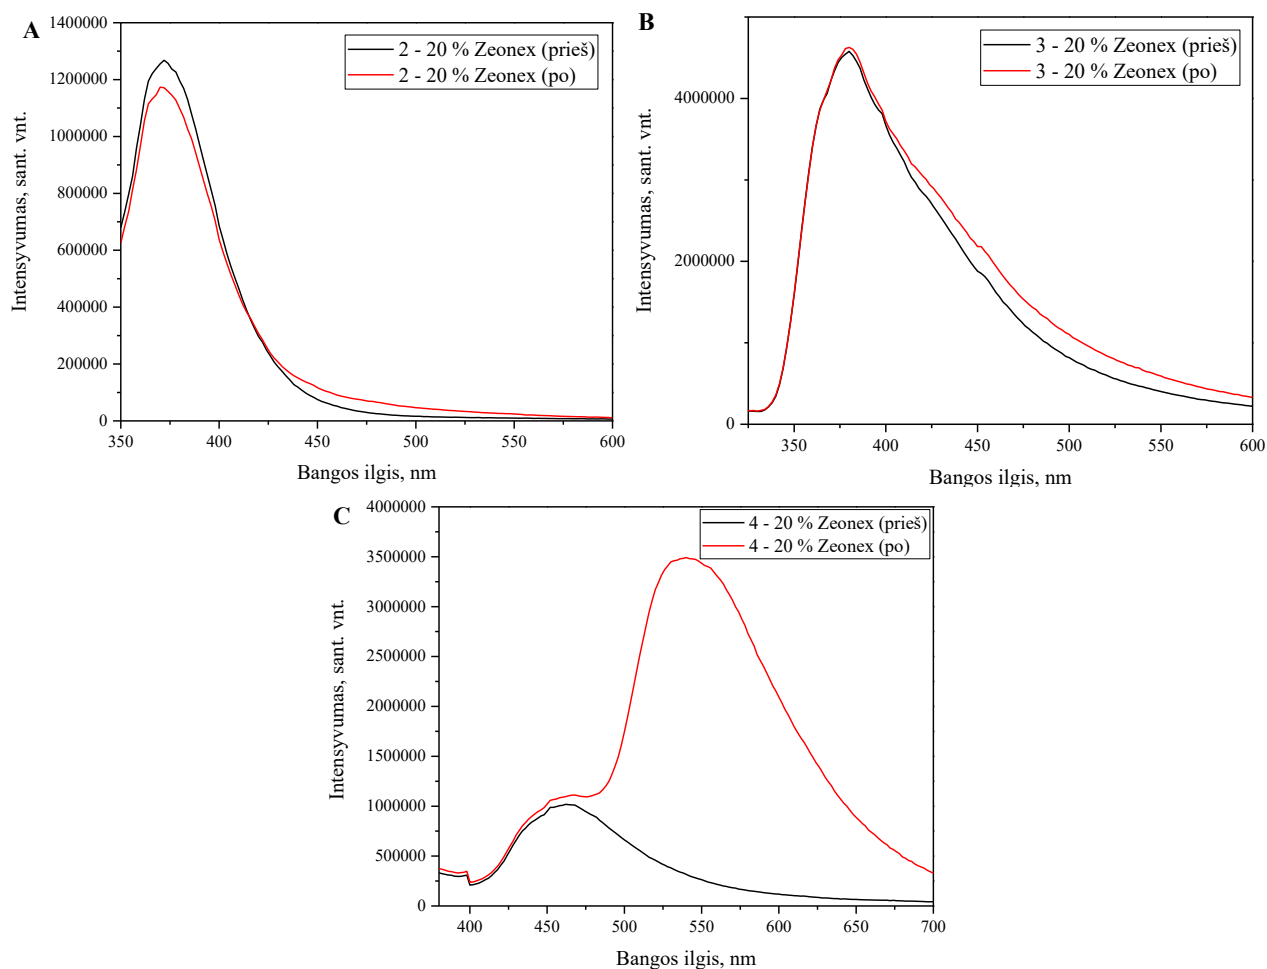 A
2 - 20 % Zeonex (prieš)
2 - 20 % Zeonex (po)
1400000
1200000
1000000
800000
600000
400000
200000
0
350
400
450
500
550
600
Intensyvumas, sant. vnt.
Bangos ilgis, nm
B
3 - 20 % Zeonex (prieš)
3 - 20 % Zeonex (po)
4000000
2000000
0
350
400
450
500
550
600
Intensyvumas, sant. vnt.
Bangos ilgis, nm
C
4 - 20 % Zeonex (prieš)
4 - 20 % Zeonex (po)
4000000
3500000
3000000
2500000
2000000
1500000
1000000
500000
0
400
450
500
550
600
650
700
Intensyvumas, sant. vnt.
Bangos ilgis, nm